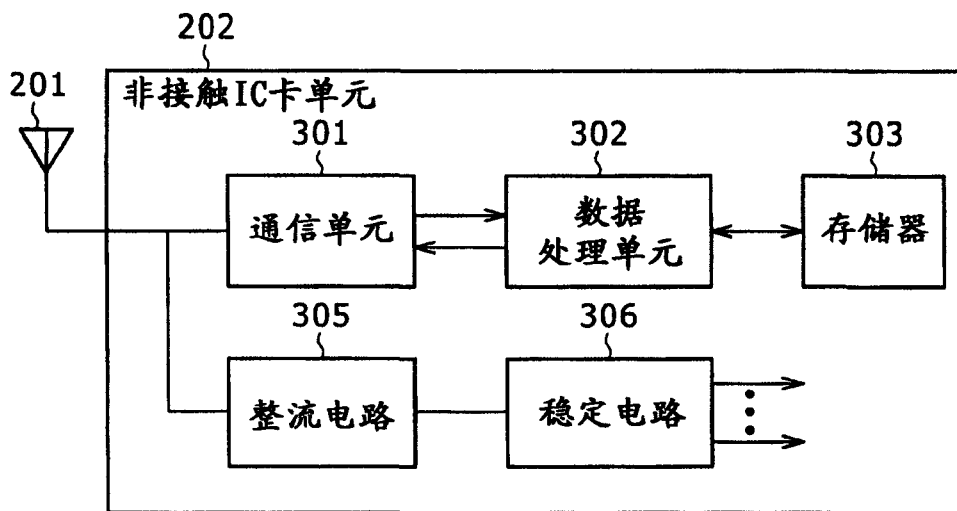 202
201
非接触IC卡单元
301
302
303
通信单元
数据
处理单元
存储器
305
306
整流电路
稳定电路